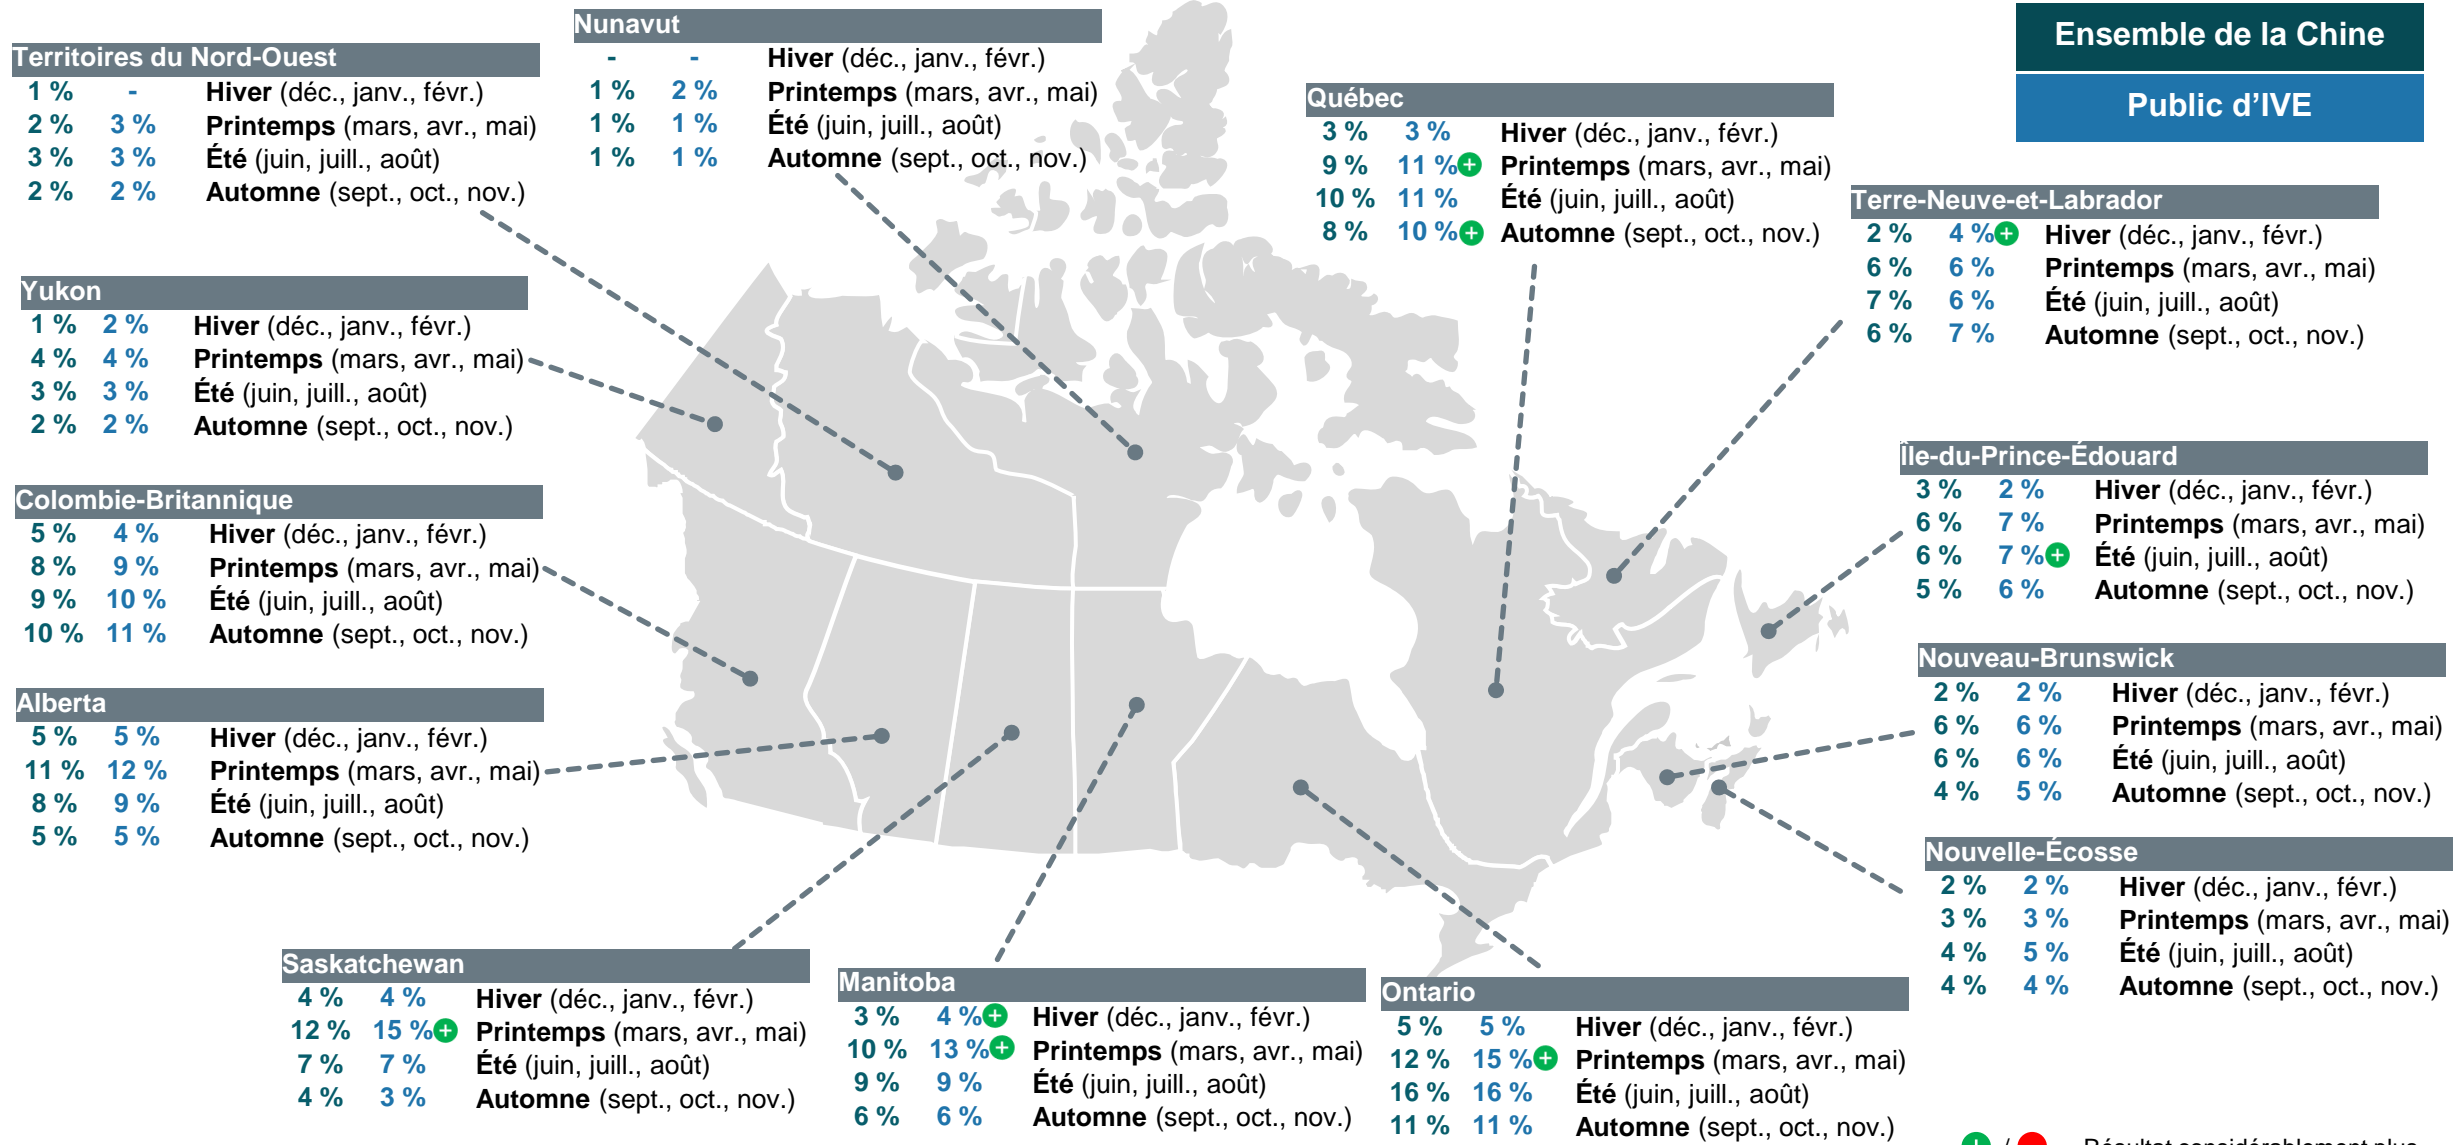 Ensemble de la Chine
Public d'IVE
Territoires du Nord-Ouest
1 % - Hiver (déc., janv., févr.)
2 % 3 % Printemps (mars, avr., mai)
3 % 3 % Été (juin, juill., août)
2 % 2 % Automne (sept., oct., nov.)
Nunavut
- - Hiver (déc., janv., févr.)
1 % 2 % Printemps (mars, avr., mai)
1 % 1 % Été (juin, juill., août)
1 % 1 % Automne (sept., oct., nov.)
Québec
3 % 3 % Hiver (déc., janv., févr.)
9 % 11 % + Printemps (mars, avr., mai)
10 % 11 % Été (juin, juill., août)
8 % 10 % + Automne (sept., oct., nov.)
Terre-Neuve-et-Labrador
2 % 4 % + Hiver (déc., janv., févr.)
6 % 6 % Printemps (mars, avr., mai)
7 % 6 % Été (juin, juill., août)
6 % 7 % Automne (sept., oct., nov.)
Yukon
1 % 2 % Hiver (déc., janv., févr.)
4 % 4 % Printemps (mars, avr., mai)
3 % 3 % Été (juin, juill., août)
2 % 2 % Automne (sept., oct., nov.)
Île-du-Prince-Édouard
3 % 2 % Hiver (déc., janv., févr.)
6 % 7 % Printemps (mars, avr., mai)
6 % 7 % + Été (juin, juill., août)
5 % 6 % Automne (sept., oct., nov.)
Colombie-Britannique
5 % 4 % Hiver (déc., janv., févr.)
8 % 9 % Printemps (mars, avr., mai)
9 % 10 % Été (juin, juill., août)
10 % 11 % Automne (sept., oct., nov.)
Nouveau-Brunswick
2 % 2 % Hiver (déc., janv., févr.)
6 % 6 % Printemps (mars, avr., mai)
6 % 6 % Été (juin, juill., août)
4 % 5 % Automne (sept., oct., nov.)
Alberta
5 % 5 % Hiver (déc., janv., févr.)
11 % 12 % Printemps (mars, avr., mai)
8 % 9 % Été (juin, juill., août)
5 % 5 % Automne (sept., oct., nov.)
Nouvelle-Écosse
2 % 2 % Hiver (déc., janv., févr.)
3 % 3 % Printemps (mars, avr., mai)
4 % 5 % Été (juin, juill., août)
4 % 4 % Automne (sept., oct., nov.)
Saskatchewan
4 % 4 % Hiver (déc., janv., févr.)
12 % 15 % + Printemps (mars, avr., mai)
7 % 7 % Été (juin, juill., août)
4 % 3 % Automne (sept., oct., nov.)
Manitoba
3 % 4 % + Hiver (déc., janv., févr.)
10 % 13 % + Printemps (mars, avr., mai)
9 % 9 % Été (juin, juill., août)
6 % 6 % Automne (sept., oct., nov.)
Ontario
5 % 5 % Hiver (déc., janv., févr.)
12 % 15 % + Printemps (mars, avr., mai)
16 % 16 % Été (juin, juill., août)
11 % 11 % Automne (sept., oct., nov.)
+ / Résultat considérablement plus